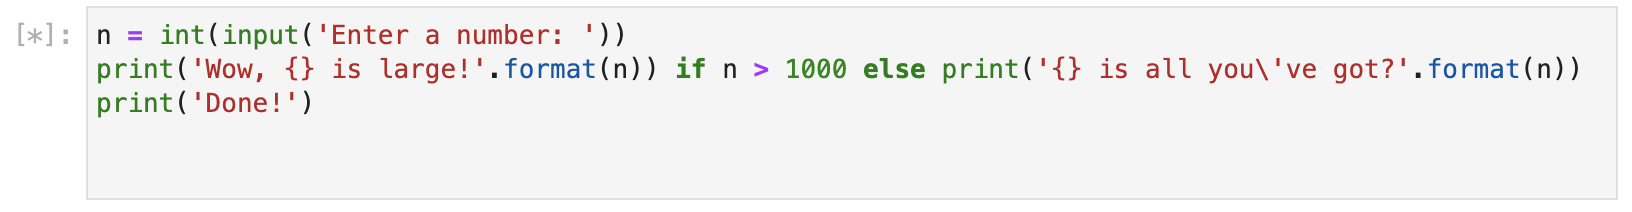 [*]: n = int(input('Enter a number: '))
print('Wow, {} is large!'.format(n)) if n > 1000 else print('{} is all you\'ve got?'.format(n))
print('Done!')